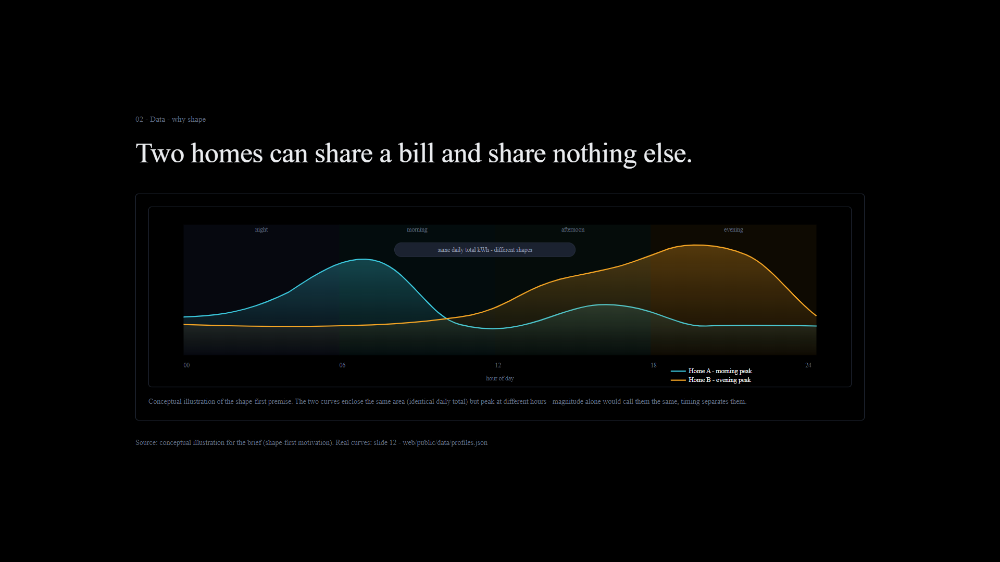 02 - Data - why shape
Two homes can share a bill and share nothing else.
night
morning
afternoon
evening
same daily total kWh - different shapes
00
06
12
18
24
hour of day
Home A - morning peak
Home B - evening peak
Conceptual illustration of the shape-first premise. The two curves enclose the same area (identical daily total) but peak at different hours - magnitude alone would call them the same, timing separates them.
Source: conceptual illustration for the brief (shape-first motivation). Real curves: slide 12 - web/public/data/profiles.json